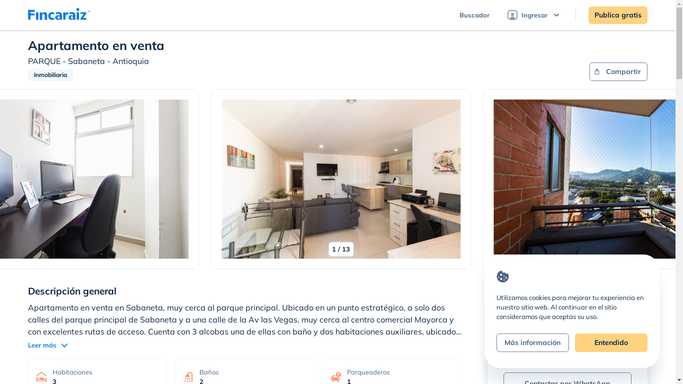 Fincaraiz
Buscador
Ingresar
Publica gratis
Apartamento en venta
PARQUE - Sabaneta - Antioquia
Inmobiliaria
Compartir
1 / 13
Descripción general
Apartamento en venta en Sabaneta, muy cerca al parque principal. Ubicado en un punto estratégico, a solo dos
calles del parque principal de Sabaneta y a una calle de la Av las Vegas, muy cerca al centro comercial Mayorca y
con excelentes rutas de acceso. Cuenta con 3 alcobas una de ellas con baño y dos habitaciones auxiliares, ubicado...
Leer más
Habitaciones
3
Baños
2
Parqueaderos
1
Utilizamos cookies para mejorar tu experiencia en
nuestro sitio web. Al continuar en el sitio
consideramos que aceptas su uso.
Más información
Entendido
Contactar por WhatsApp